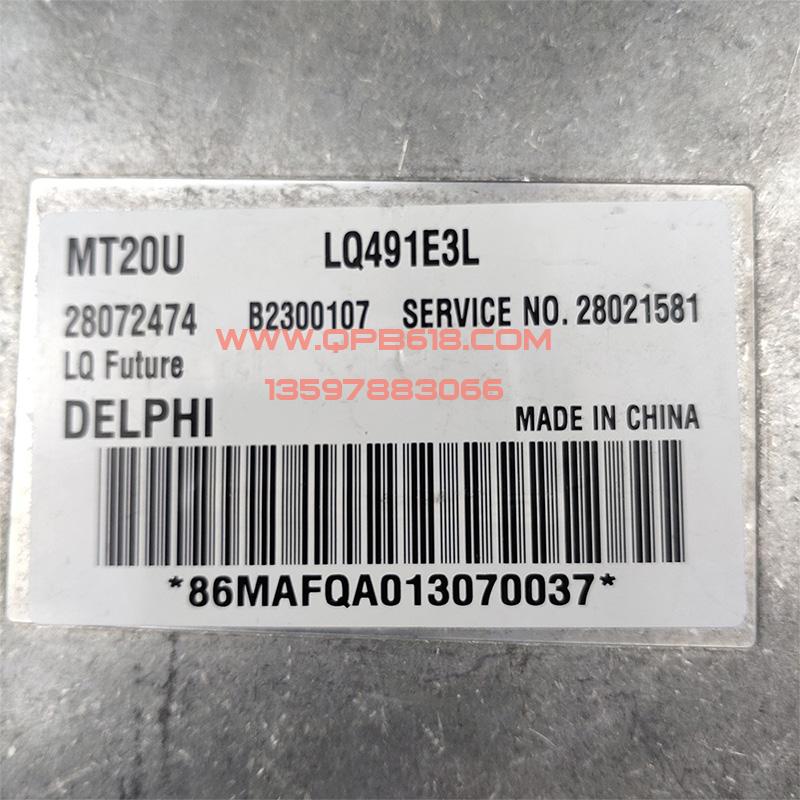 MT20U LQ491E3L
28072474 B2300107 SERVICE NO. 28021581
WWW.QPB618.COM
LQ Future
13597883066
DELPHI MADE IN CHINA
*86MAFQA013070037*